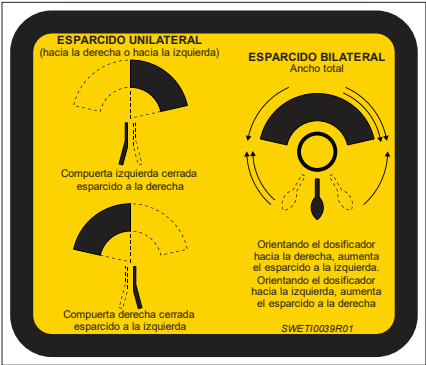 ESPARCIDO UNILATERAL
(hacia la derecha o hacia la izquierda)
Compuerta izquierda cerrada
esparcido a la derecha
Compuerta derecha cerrada
esparcido a la izquierda
ESPARCIDO BILATERAL
Ancho total
Orientando el dosificador
hacia la derecha, aumenta
el esparcido a la izquierda.
Orientando el dosificador
hacia la izquierda, aumenta
el esparcido a la derecha
SWETI0039R01